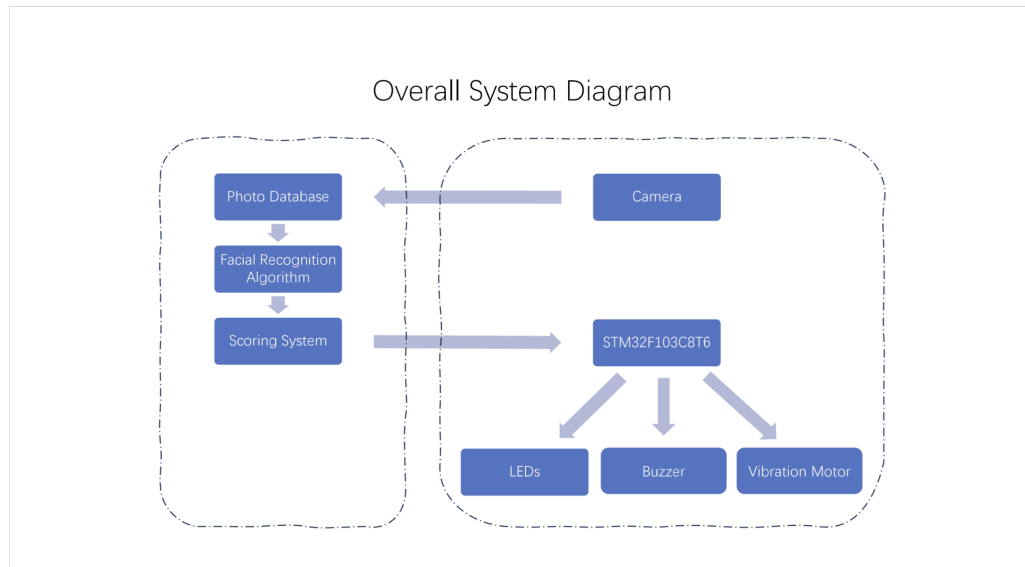 Overall System Diagram
Photo Database
Camera
Facial Recognition
Algorithm
Scoring System
STM32F103C8T6
LEDs
Buzzer
Vibration Motor